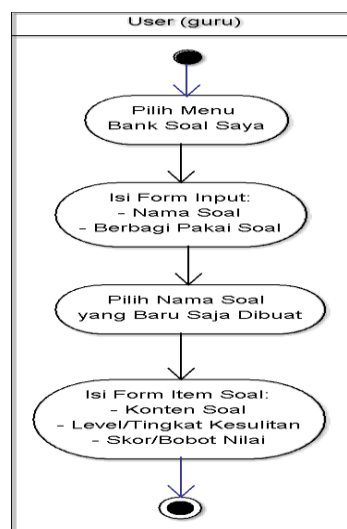 User (guru)
Pilih Menu
Bank Soal Saya
Isi Form Input:
- Nama Soal
- Berbagi Pakai Soal
Pilih Nama Soal
yang Baru Saja Dibuat
Isi Form Item Soal:
- Konten Soal
- Level/Tingkat Kesulitan
- Skor/Bobot Nilai